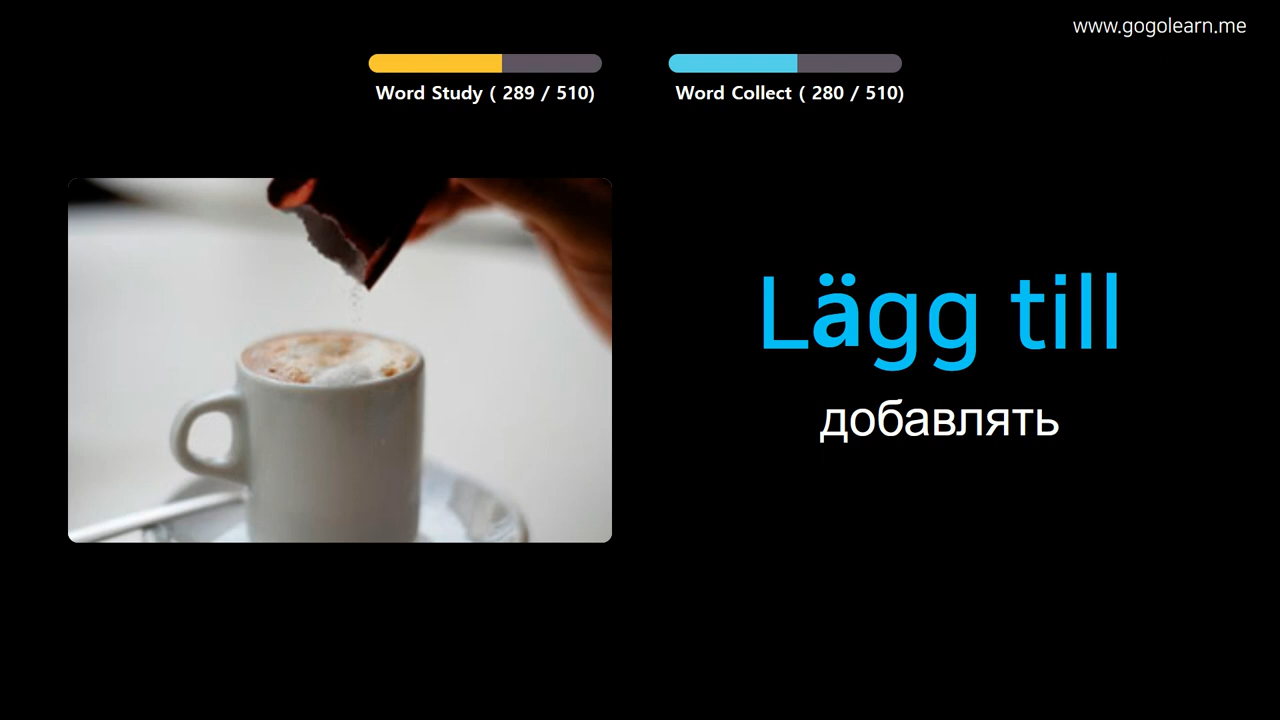 www.gogolearn.me
Word Study ( 289 / 510)
Word Collect ( 280 / 510)
Lägg till
добавлять